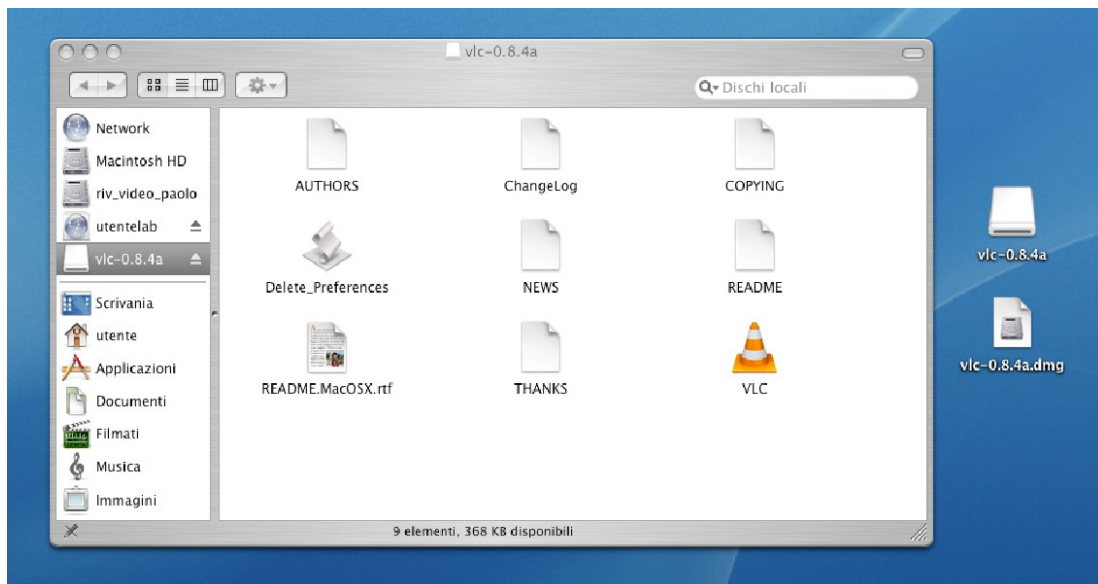 vlc-0.8.4a
Dischi locali
Network
Macintosh HD
riv_video_paolo
utentelab
vlc-0.8.4a
Scrivania
utente
Applicazioni
Documenti
Filmati
Musica
Immagini
AUTHORS
ChangeLog
COPYING
Delete_Preferences
NEWS
README
README.MacOSX.rtf
THANKS
VLC
9 elementi, 368 KB disponibili
vlc-0.8.4a
vlc-0.8.4a.dmg